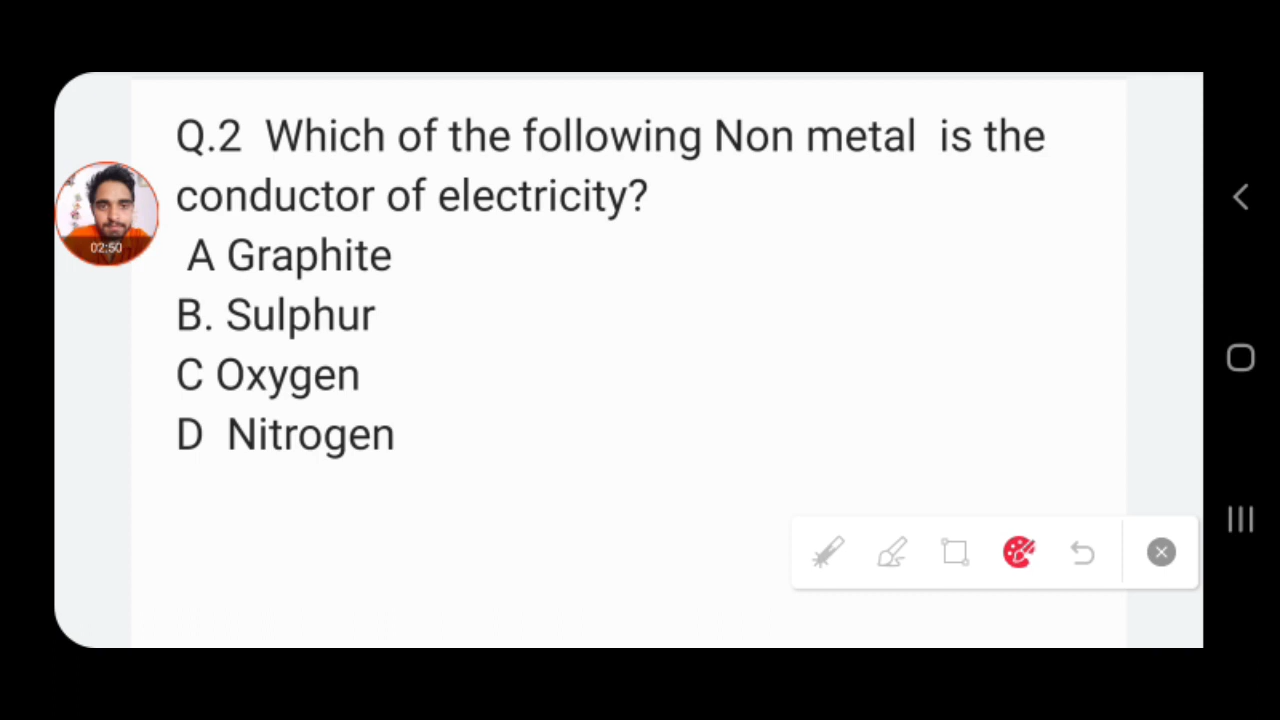 Q.2  Which of the following Non metal  is the
conductor of electricity?
A Graphite
B. Sulphur
C Oxygen
D  Nitrogen
02:50